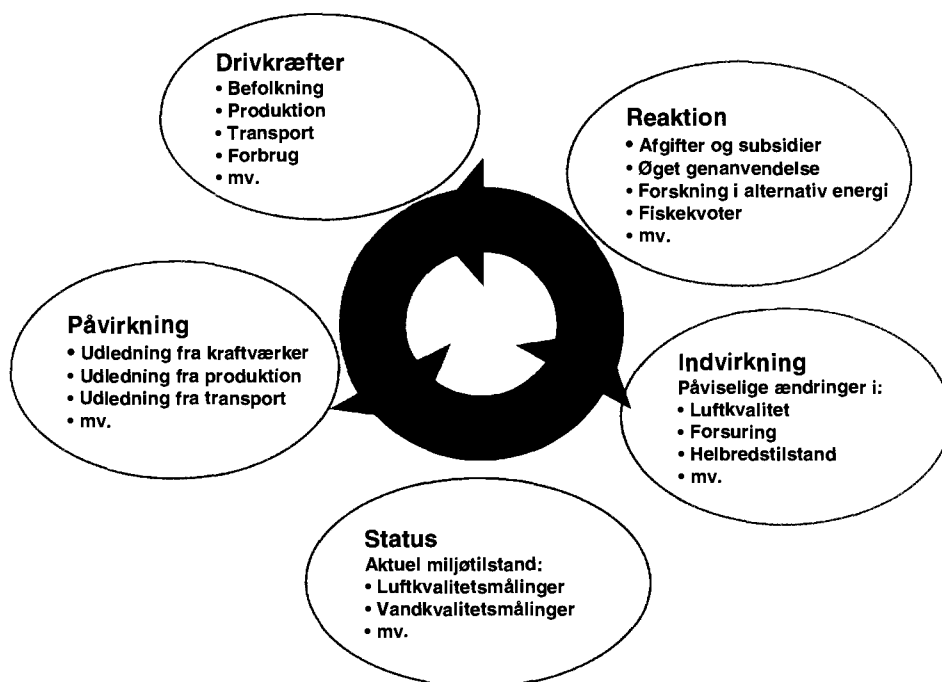 Drivkræfter
• Befolkning
• Produktion
• Transport
• Forbrug
• mv.
Reaktion
• Afgifter og subsidier
• Øget genanvendelse
• Forskning i alternativ energi
• Fiskekvoter
• mv.
Påvirkning
• Udledning fra kraftværker
• Udledning fra produktion
• Udledning fra transport
• mv.
Indvirkning
Påviselige ændringer i:
• Luftkvalitet
• Forsuring
• Helbredstilstand
• mv.
Status
Aktuel miljøtilstand:
• Luftkvalitetsmålinger
• Vandkvalitetsmålinger
• mv.